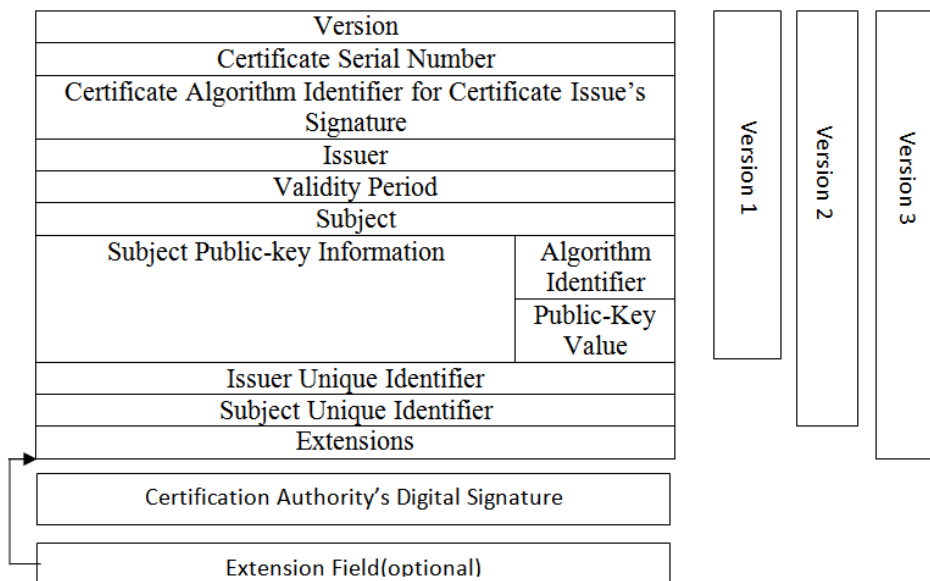 Version
Certificate Serial Number
Certificate Algorithm Identifier for Certificate Issue's
Signature
Issuer
Validity Period
Subject
Subject Public-key Information
Algorithm
Identifier
Public-Key
Value
Issuer Unique Identifier
Subject Unique Identifier
Extensions
Certification Authority's Digital Signature
Extension Field(optional)
Version 1
Version 2
Version 3